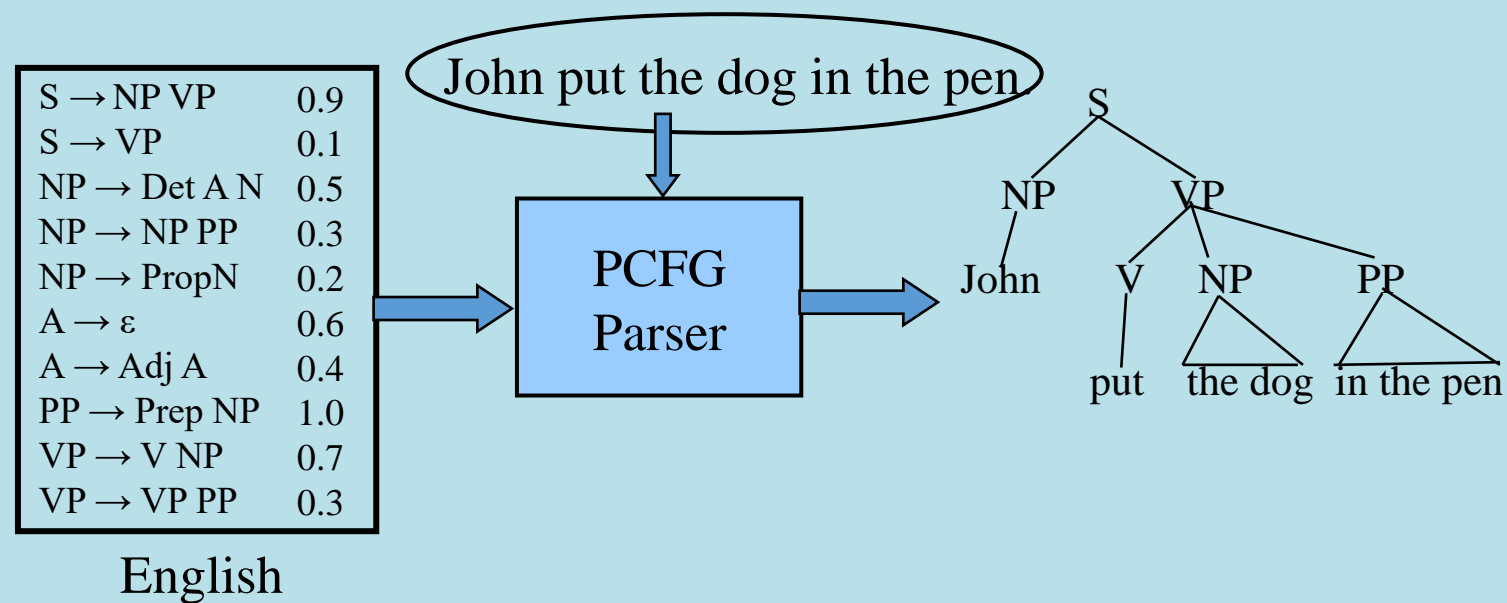 John put the dog in the pen.
S → NP VP 0.9
S → VP 0.1
NP → Det A N 0.5
NP → NP PP 0.3
NP → PropN 0.2
A → ε 0.6
A → Adj A 0.4
PP → Prep NP 1.0
VP → V NP 0.7
VP → VP PP 0.3
English
PCFG
Parser
S
NP VP
John V NP PP
put the dog in the pen